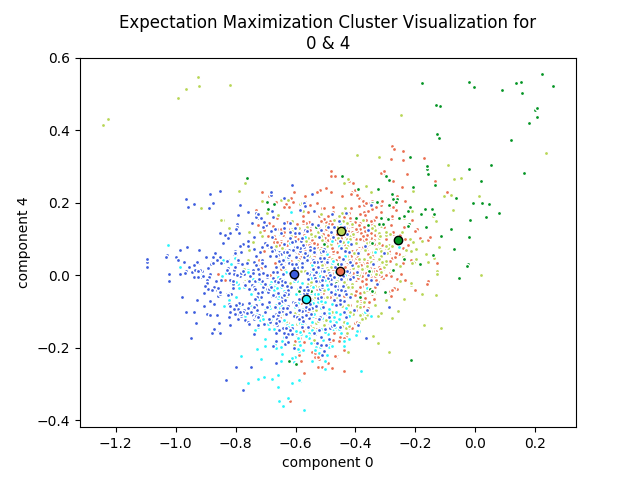 Expectation Maximization Cluster Visualization for
0 & 4
0.6
0.4
0.2
0.0
−0.2
−0.4
component 4
−1.2 −1.0 −0.8 −0.6 −0.4 −0.2 0.0 0.2
component 0